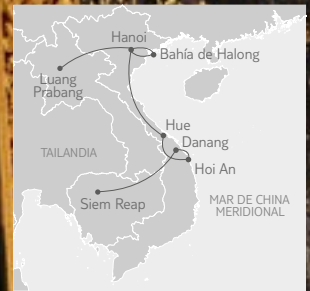 Hanoi
Bahía de Halong
Luang
Prabang
Hue
Danang
TAILANDIA
Hoi An
Siem Reap
MAR DE CHINA
MERIDIONAL